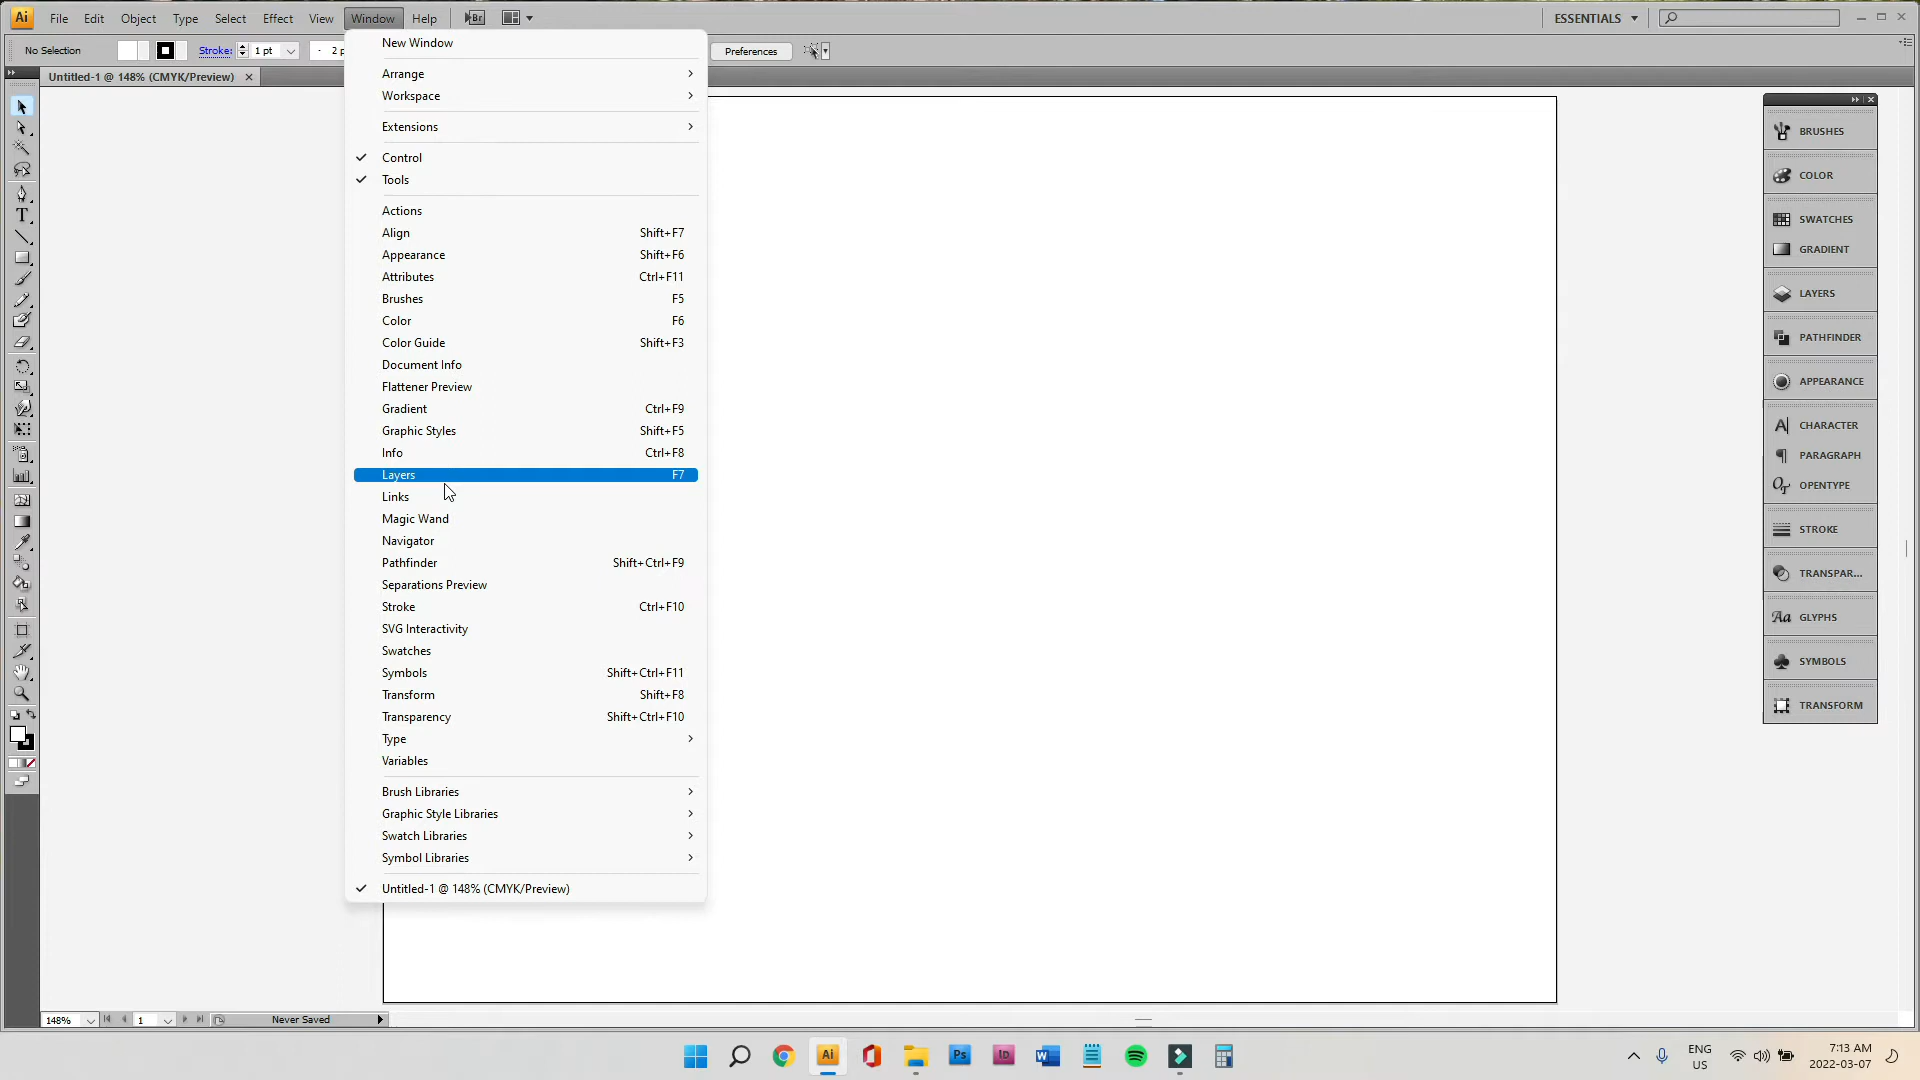 Ai File Edit Object Type Select Effect View Window Help Br ESSENTIALS
No Selection Stroke: 1 pt 2 p Preferences
Untitled-1 @ 148% (CMYK/Preview)
New Window
Arrange
Workspace
Extensions
Control
Tools
Actions
Align Shift+F7
Appearance Shift+F6
Attributes Ctrl+F11
Brushes F5
Color F6
Color Guide Shift+F3
Document Info
Flattener Preview
Gradient Ctrl+F9
Graphic Styles Shift+F5
Info Ctrl+F8
Layers F7
Links
Magic Wand
Navigator
Pathfinder Shift+Ctrl+F9
Separations Preview
Stroke Ctrl+F10
SVG Interactivity
Swatches
Symbols Shift+Ctrl+F11
Transform Shift+F8
Transparency Shift+Ctrl+F10
Type
Variables
Brush Libraries
Graphic Style Libraries
Swatch Libraries
Symbol Libraries
Untitled-1 @ 148% (CMYK/Preview)
BRUSHES
COLOR
SWATCHES
GRADIENT
LAYERS
PATHFINDER
APPEARANCE
CHARACTER
PARAGRAPH
OPENTYPE
STROKE
TRANSPAR...
GLYPHS
SYMBOLS
TRANSFORM
148% 1 Never Saved
Ai Ps Id
ENG
US
7:13 AM
2022-03-07